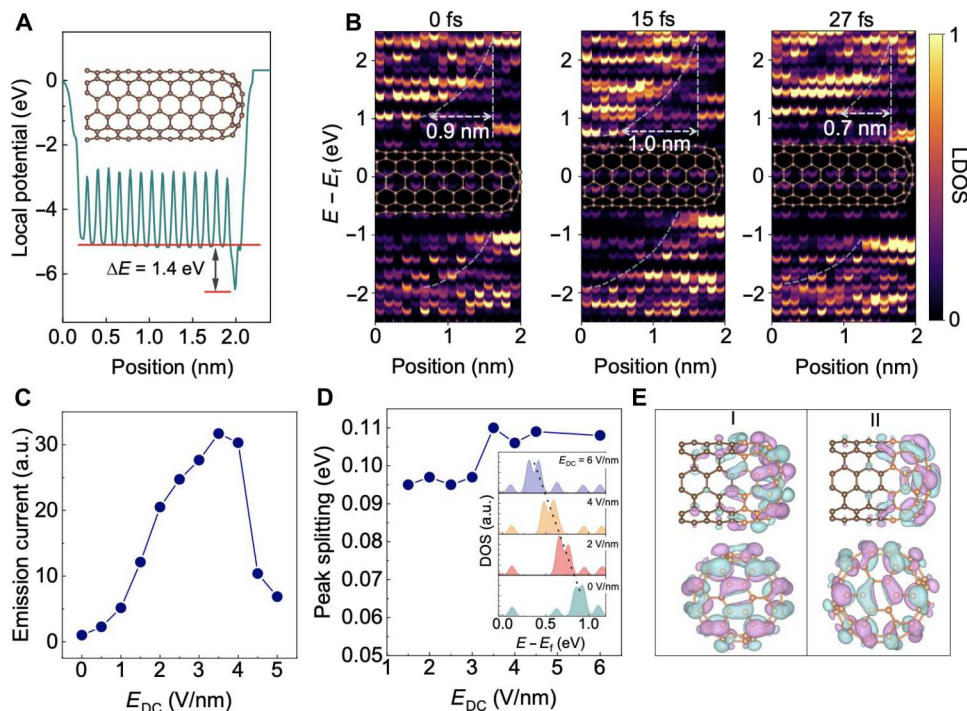 A
Local potential (eV)
0
−2
−4
−6
ΔE = 1.4 eV
0.0 0.5 1.0 1.5 2.0
Position (nm)
B
0 fs 15 fs 27 fs
E − Ef (eV)
2
1
0
−1
−2
0.9 nm
1.0 nm
0.7 nm
0 1 2
0 1 2
0 1 2
Position (nm) Position (nm) Position (nm)
1
LDOS
0
C
Emission current (a.u.)
30
20
10
0
0 1 2 3 4 5
EDC (V/nm)
D
Peak splitting (eV)
0.11
0.10
0.09
0.08
0.07
0.06
0.05
1 2 3 4 5 6
EDC (V/nm)
DOS (a.u.)
EDC = 6 V/nm
4 V/nm
2 V/nm
0 V/nm
0.0 0.5 1.0
E − Ef (eV)
E
I II